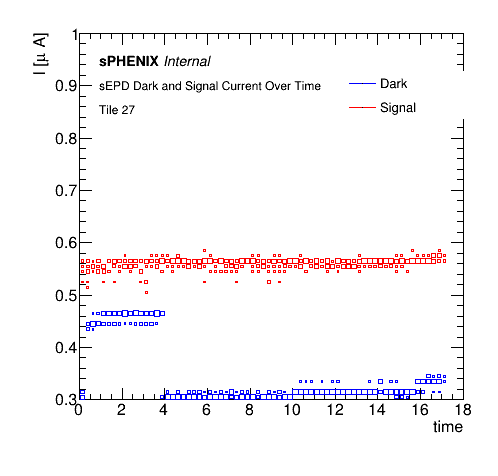 I [μ A]
1
sPHENIX Internal
sEPD Dark and Signal Current Over Time
Tile 27
Dark
Signal
0.9
0.8
0.7
0.6
0.5
0.4
0.3
0 2 4 6 8 10 12 14 16 18
time